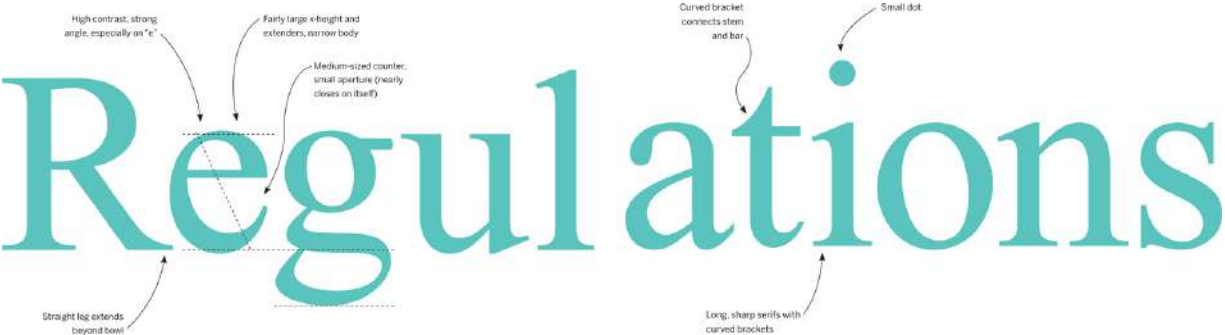 High contrast, strong
angle, especially on "e"
Fairly large x-height and
extenders, narrow body
Medium-sized counter,
small aperture (nearly
closes on itself)
Curved bracket
connects stem
and bar
Small dot
Regulations
Straight leg extends
beyond bowl
Long, sharp serifs with
curved brackets